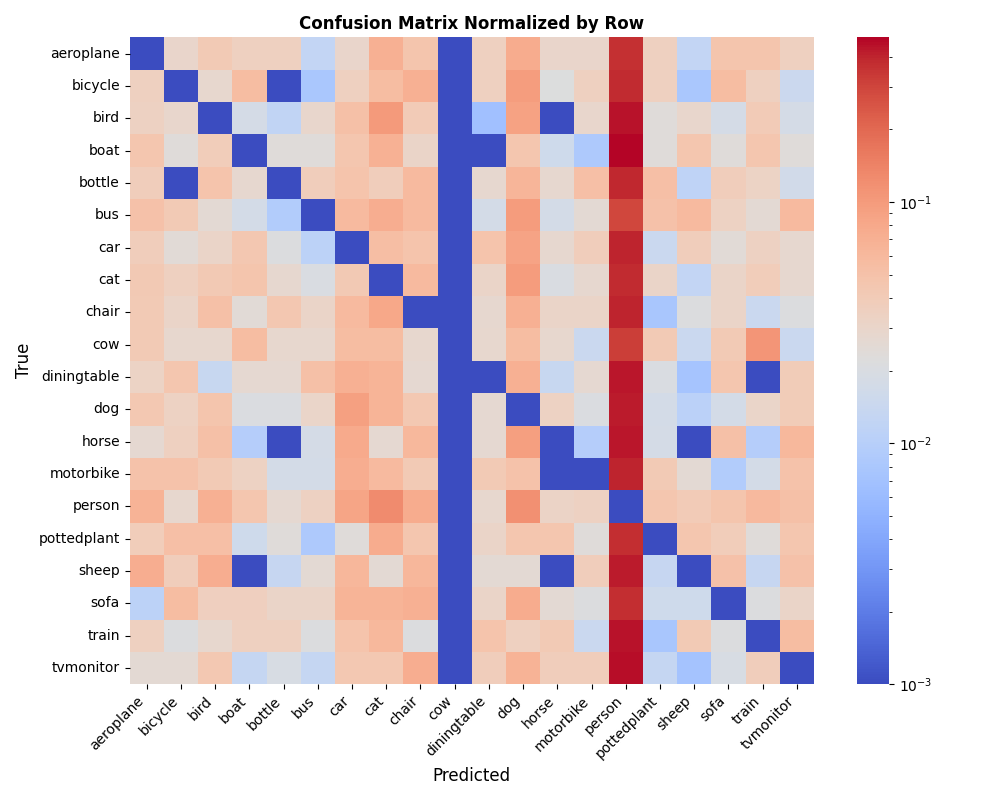 Confusion Matrix Normalized by Row
True
aeroplane
bicycle
bird
boat
bottle
bus
car
cat
chair
cow
diningtable
dog
horse
motorbike
person
pottedplant
sheep
sofa
train
tvmonitor
aeroplane
bicycle
bird
boat
bottle
bus
car
cat
chair
cow
diningtable
dog
horse
motorbike
person
pottedplant
sheep
sofa
train
tvmonitor
Predicted
10⁻¹
10⁻²
10⁻³